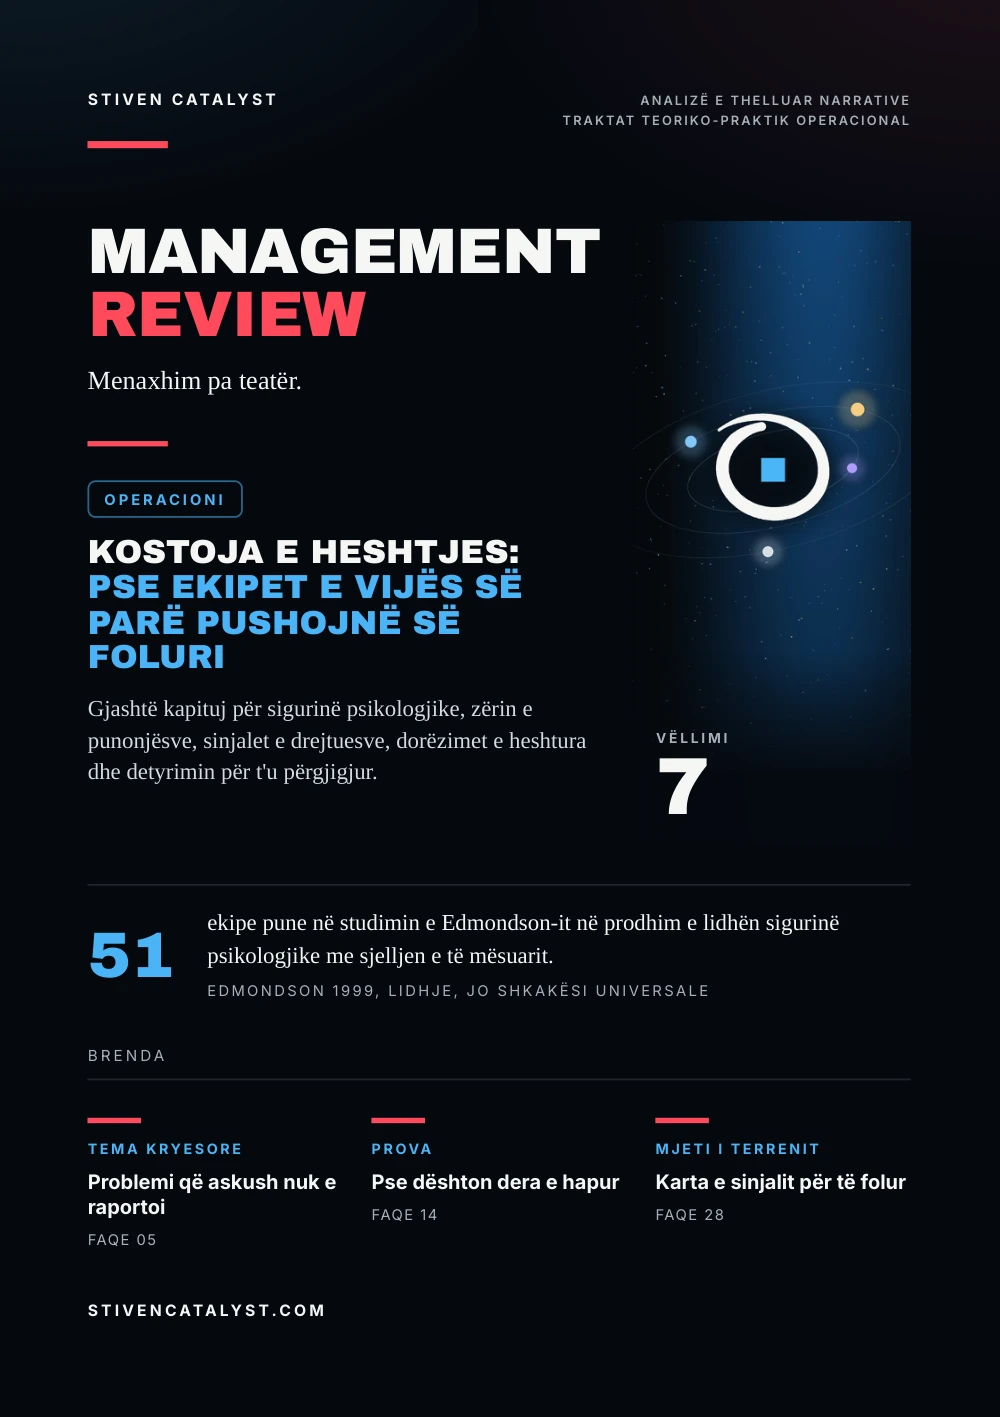 STIVEN CATALYST
ANALIZË E THELLUAR NARRATIVE
TRAKTAT TEORIKO-PRAKTIK OPERACIONAL
MANAGEMENT
REVIEW
Menaxhim pa teatër.
OPERACIONI
KOSTOJA E HESHTJES:
PSE EKIPET E VIJËS SË
PARË PUSHOJNË SË
FOLURI
Gjashtë kapituj për sigurinë psikologjike, zërin e
punonjësve, sinjalet e drejtuesve, dorëzimet e heshtura
dhe detyrimin për t'u përgjigjur.
VËLLIMI
7
51
ekipe pune në studimin e Edmondson-it në prodhim e lidhën sigurinë
psikologjike me sjelljen e të mësuarit.
EDMONDSON 1999, LIDHJE, JO SHKAKËSI UNIVERSALE
BRENDA
TEMA KRYESORE
Problemi që askush nuk e
raportoi
FAQE 05
PROVA
Pse dështon dera e hapur
FAQE 14
MJETI I TERRENIT
Karta e sinjalit për të folur
FAQE 28
STIVENCATALYST.COM